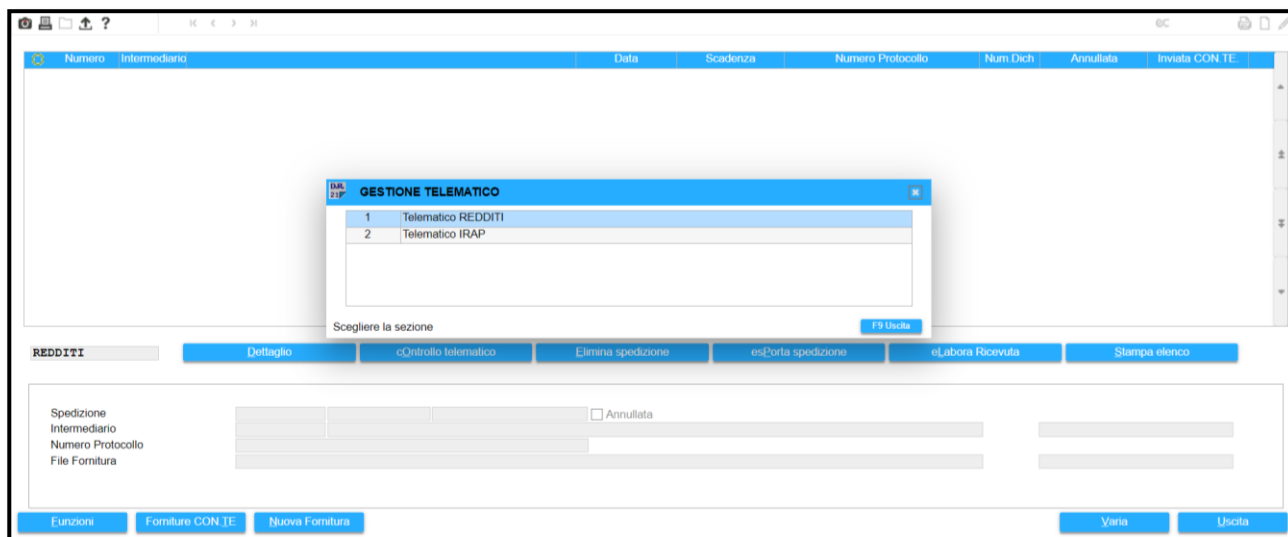 ?
Numero Intermediario Data Scadenza Numero Protocollo Num.Dich Annullata Inviata CON.TE.
GESTIONE TELEMATICO
1 Telematico REDDITI
2 Telematico IRAP
Scegliere la sezione F9 Uscita
REDDITI Dettaglio cOntrollo telematico Elimina spedizione esPorta spedizione eLabora Ricevuta Stampa elenco
Spedizione Annullata
Intermediario
Numero Protocollo
File Fornitura
Funzioni Forniture CON.TE Nuova Fornitura Varia Uscita